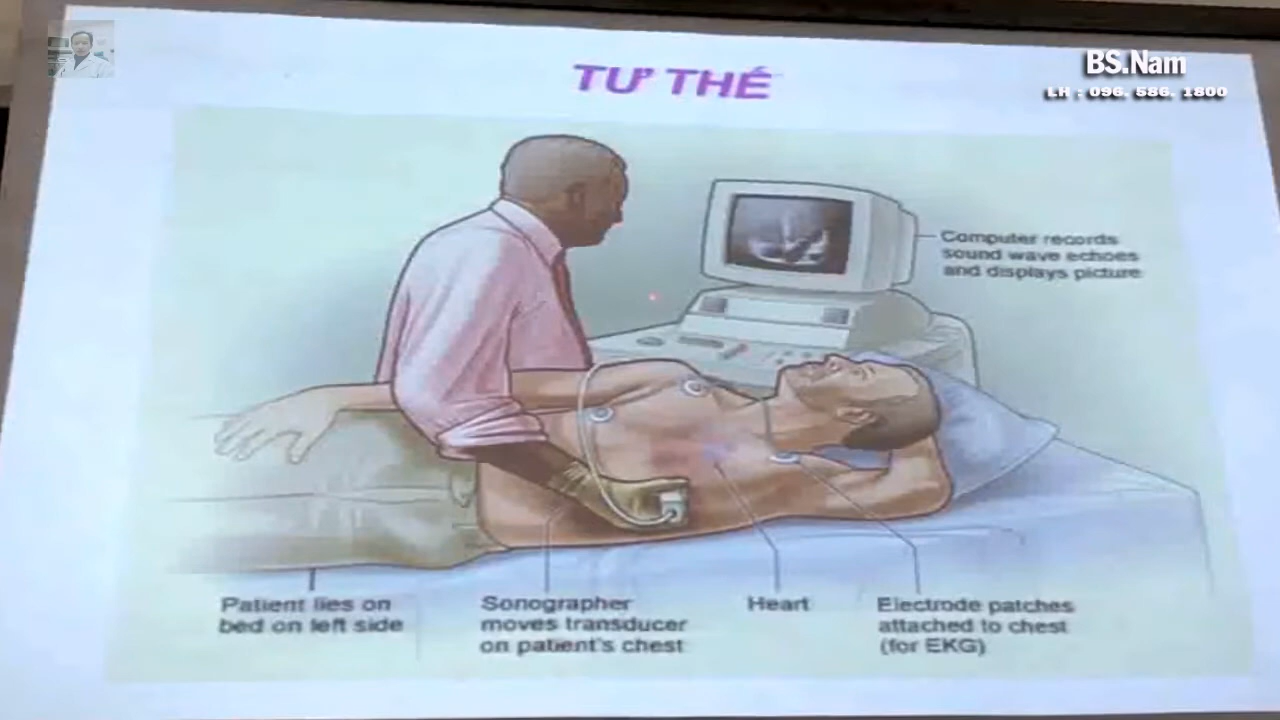 TƯ THẾ
BS.Nam
LH : 096. 586. 1800
Computer records
sound wave echoes
and displays picture
Patient lies on
bed on left side
Sonographer
moves transducer
on patient's chest
Heart
Electrode patches
attached to chest
(for EKG)